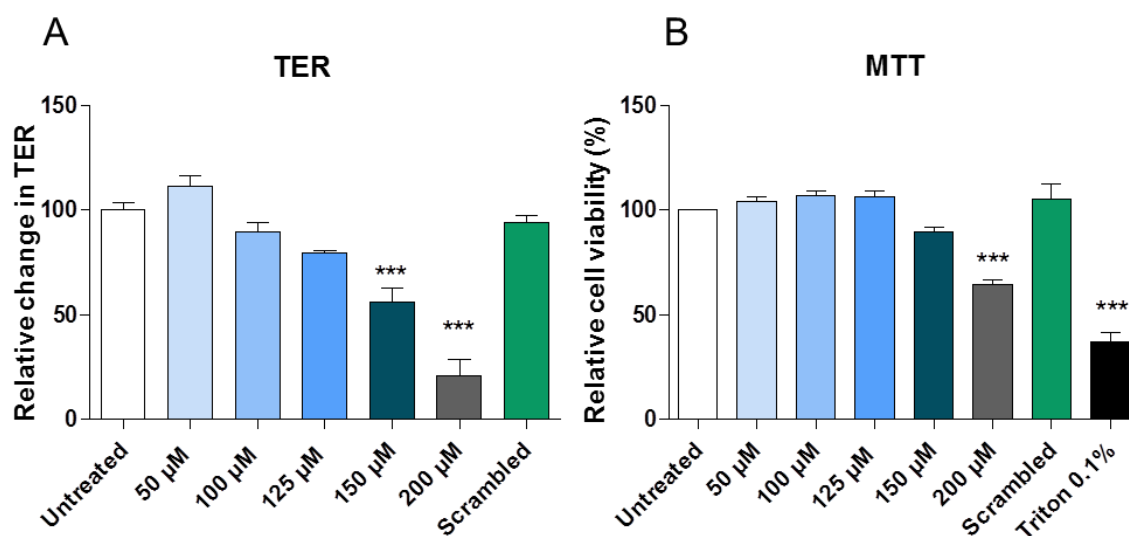 A
TER
Relative change in TER
150
100
50
0
***
***
Untreated
50 µM
100 µM
125 µM
150 µM
200 µM
Scrambled
B
MTT
Relative cell viability (%)
150
100
50
0
***
***
Untreated
50 µM
100 µM
125 µM
150 µM
200 µM
Scrambled
Triton 0.1%